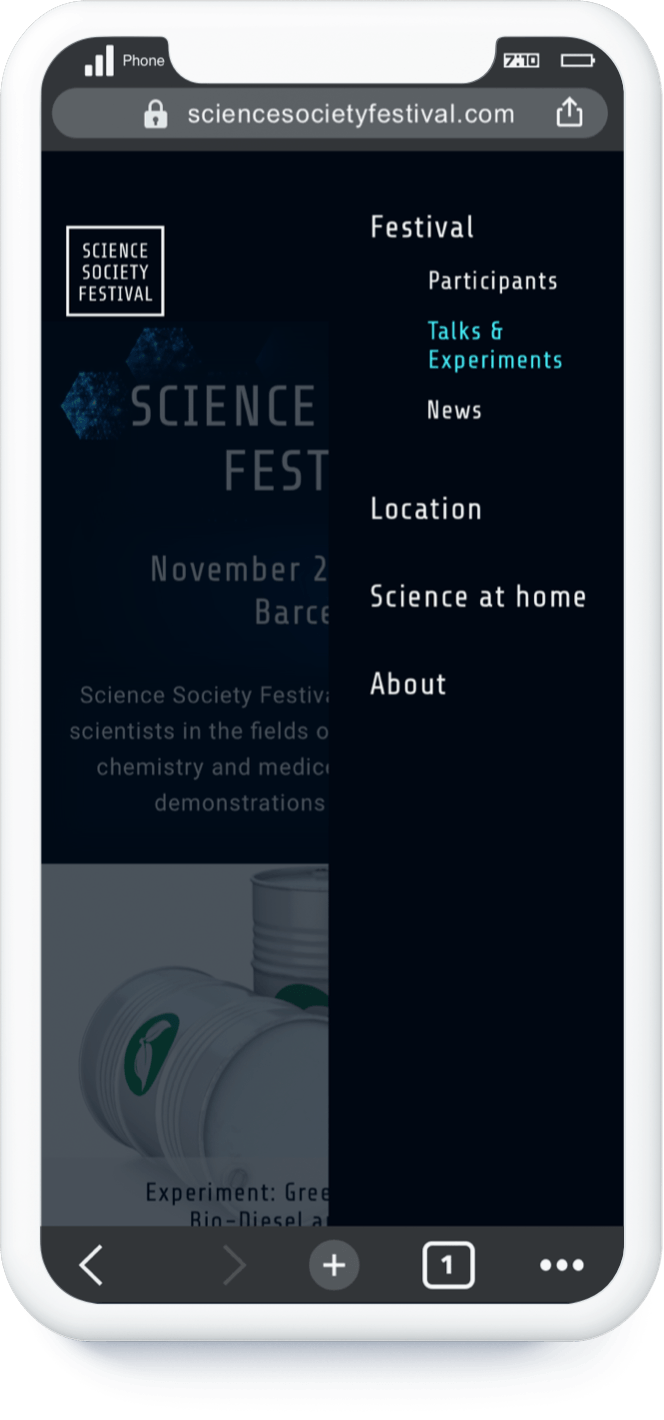 Phone
7:10
sciencesocietyfestival.com
SCIENCE
SOCIETY
FESTIVAL
SCIENCE
FEST
November 2
Barce
Science Society Festiva
scientists in the fields o
chemistry and medic
demonstrations
Experiment: Gree
Bio-Diesel a
Festival
Participants
Talks &
Experiments
News
Location
Science at home
About
1